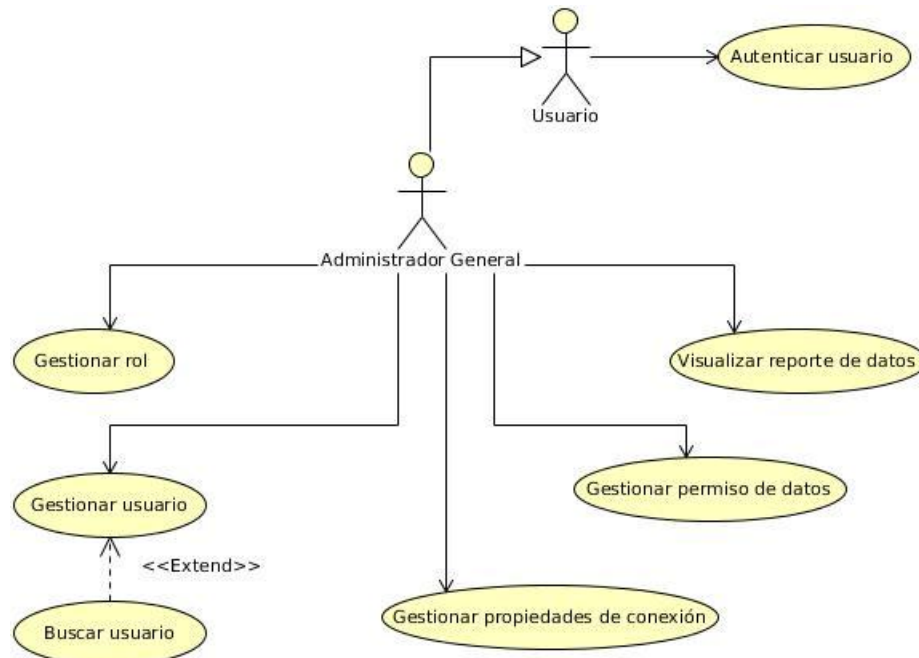 Autenticar usuario
Usuario
Administrador General
Gestionar rol
Visualizar reporte de datos
Gestionar usuario
Gestionar permiso de datos
<<Extend>>
Buscar usuario
Gestionar propiedades de conexión